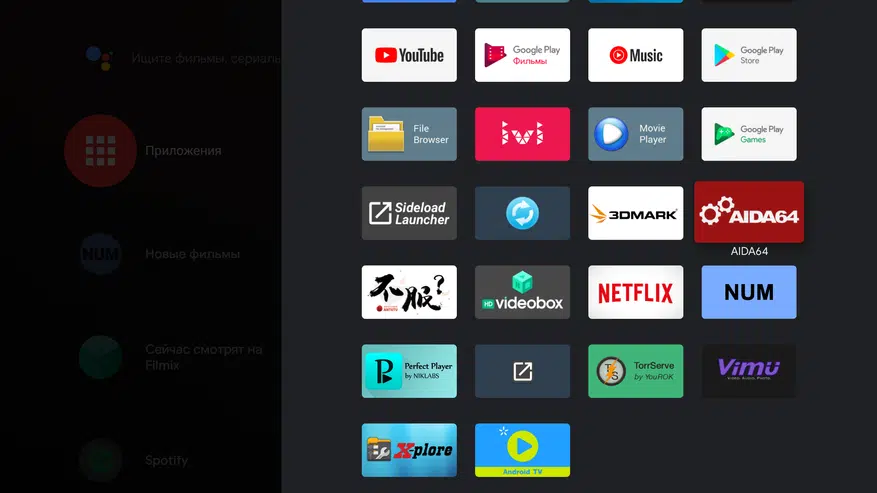 Ищите фильмы, сериалы
YouTube
Google Play
Фильмы
Music
Google Play
Store
Приложения
File
Browser
ivi
Movie
Player
Google Play
Games
Sideload
Launcher
3DMARK
AIDA64
AIDA64
NUM
Новые фильмы
不服?
HD videobox
NETFLIX
NUM
Сейчас смотрят на
Filmix
Perfect Player
by NIKLABS
TS
TorrServe
by YouROK
Vimu
Spotify
X-plore
Android TV